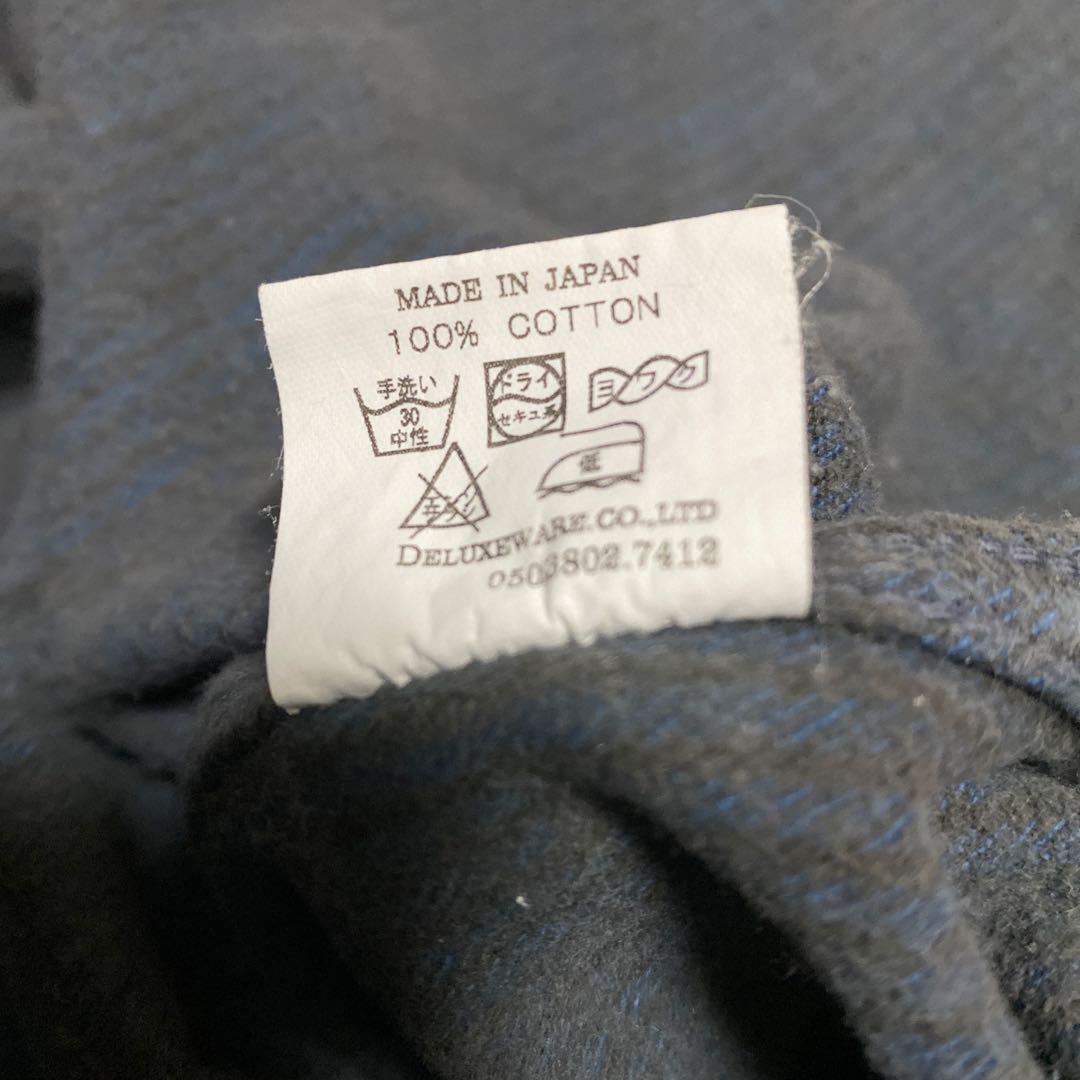 MADE IN JAPAN
100% COTTON
手洗い
30
中性
ドライ
セキユ系
ヨワク
低
DELUXEWARE.CO.,LTD
0503802.7412